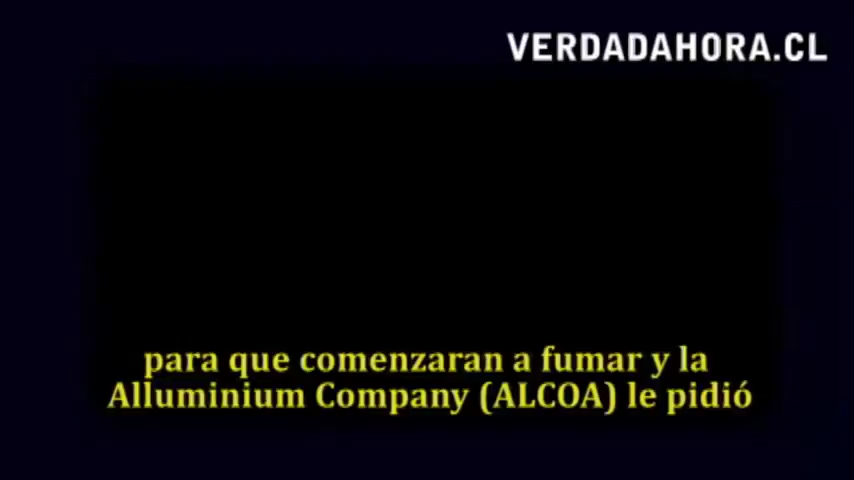 VERDADAHORA.CL
para que comenzaran a fumar y la
Alluminium Company (ALCOA) le pidió